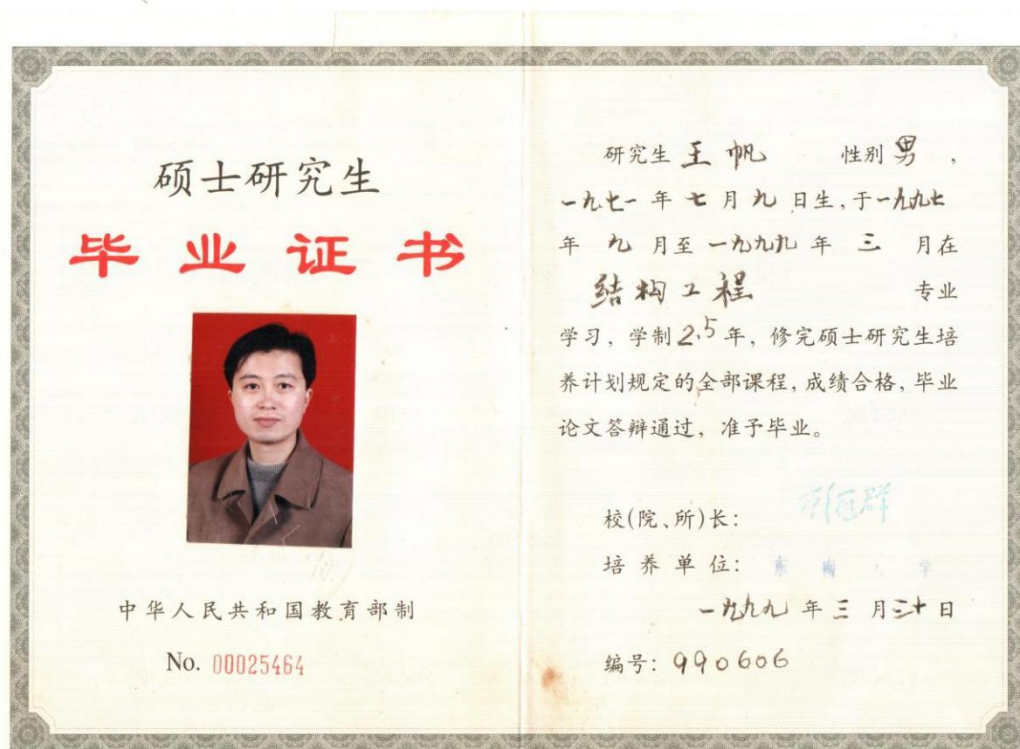 硕士研究生
毕业证书
中华人民共和国教育部制
No. 00025464
研究生 王帆 性别 男，
一九七一年七月九日生，于一九九七
年九月至一九九九年三月在
结构工程 专业
学习，学制2.5年，修完硕士研究生培
养计划规定的全部课程，成绩合格，毕业
论文答辩通过，准予毕业。
校(院、所)长：
培养单位：东南大学
一九九九年三月三十日
编号：990606